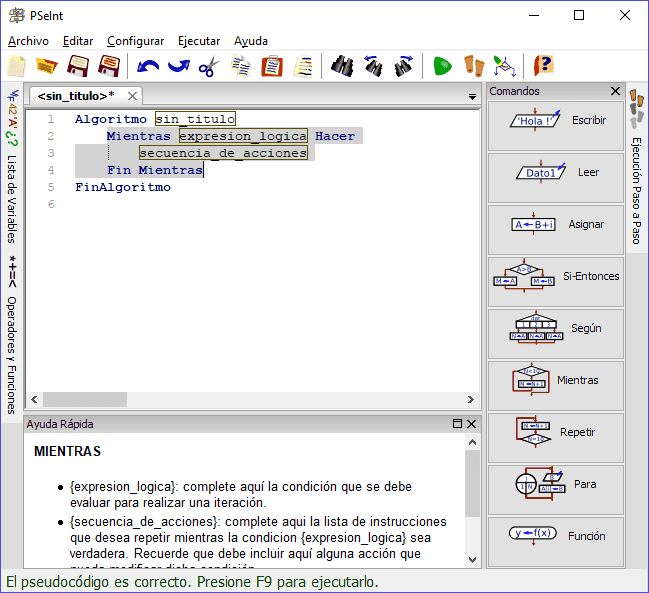 PSeInt
Archivo Editar Configurar Ejecutar Ayuda
<sin_titulo>*
1 Algoritmo sin_titulo
2 Mientras expresion_logica Hacer
3 secuencia_de_acciones
4 Fin Mientras
5 FinAlgoritmo
6
Lista de Variables
*+=< Operadores y Funciones
Ayuda Rápida
MIENTRAS
• {expresion_logica}: complete aquí la condición que se debe
evaluar para realizar una iteración.
• {secuencia_de_acciones}: complete aqui la lista de instrucciones
que desea repetir mientras la condicion {expresion_logica} sea
verdadera. Recuerde que debe incluir aquí alguna acción que
Comandos
'Hola !' Escribir
Dato1 Leer
A←B+i Asignar
A>B M←A M←B Si-Entonces
1 2 3 Según
Mientras
Repetir
Para
y←f(x) Función
Ejecución Paso a Paso
El pseudocódigo es correcto. Presione F9 para ejecutarlo.